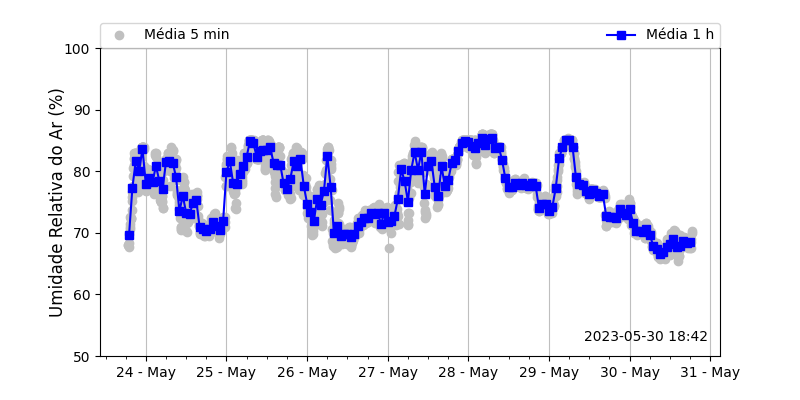 Média 5 min
Média 1 h
Umidade Relativa do Ar (%)
100
90
80
70
60
50
2023-05-30 18:42
24 - May
25 - May
26 - May
27 - May
28 - May
29 - May
30 - May
31 - May